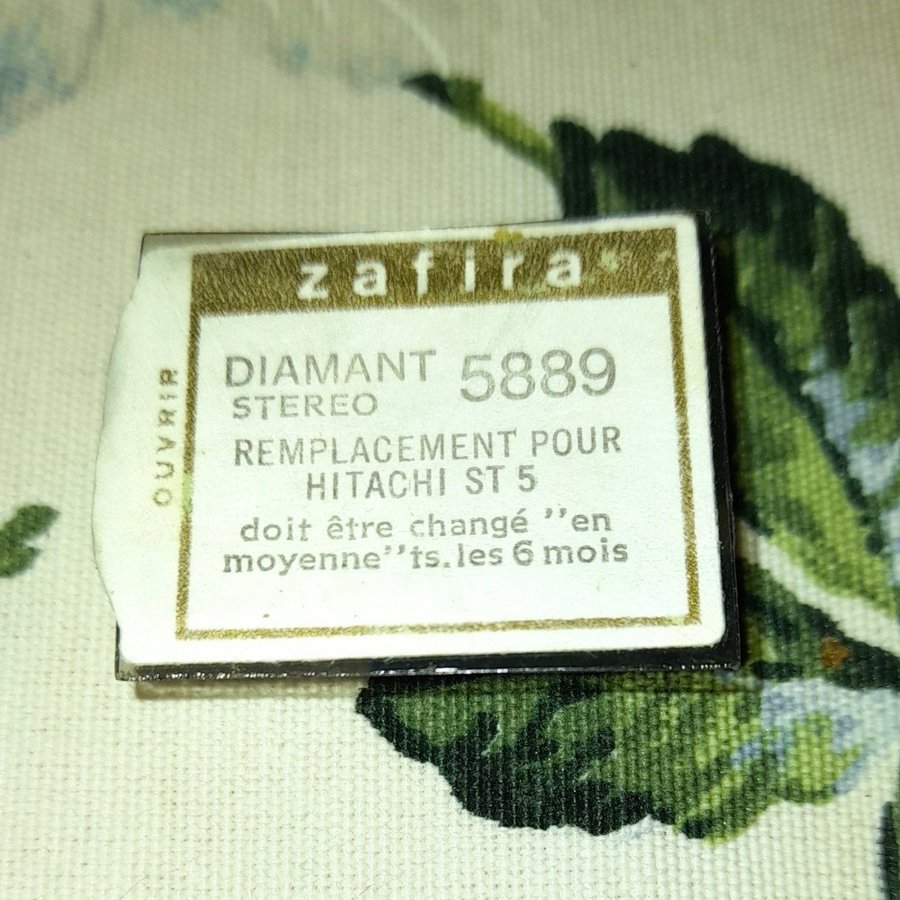 zafira
DIAMANT 5889
STEREO
REMPLACEMENT POUR
HITACHI ST 5
doit être changé ’’en
moyenne’’ts.les 6 mois
OUVRIR